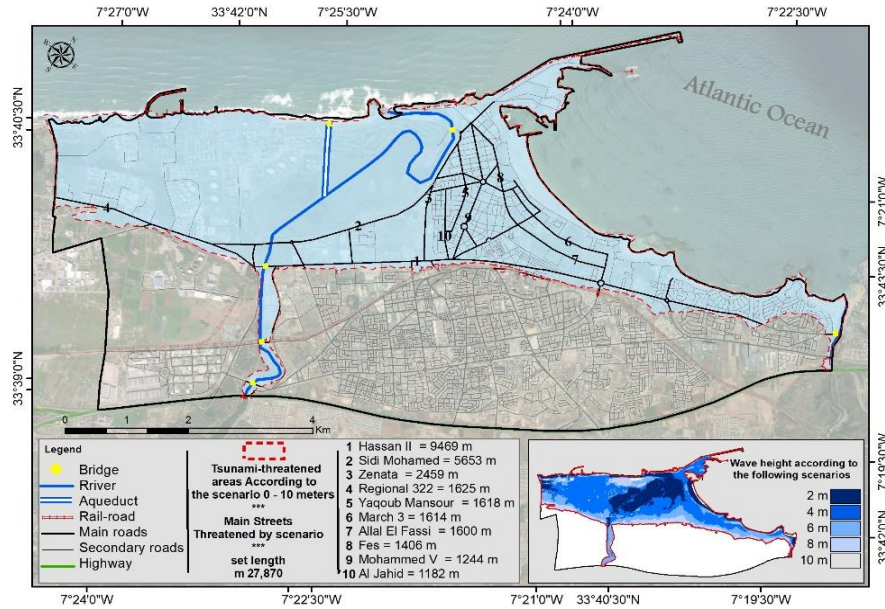 7°27'0"W 33°42'0"N 7°25'30"W 7°24'0"W 7°22'30"W
N
E
S
W
Atlantic Ocean
33°40'30"N
7°21'0"W
33°43'30"N
33°39'0"N
7°19'30"W
33°42'0"N
8
5
3
9
4
2
10
6
7
1
0 1 2 4
Km
Legend
Bridge
Rriver
Aqueduct
Rail-road
Main roads
Secondary roads
Highway
Tsunami-threatened
areas According to
the scenario 0 - 10 meters
***
Main Streets
Threatened by scenario
***
set length
m 27,870
1 Hassan II = 9469 m
2 Sidi Mohamed = 5653 m
3 Zenata = 2459 m
4 Regional 322 = 1625 m
5 Yaqoub Mansour = 1618 m
6 March 3 = 1614 m
7 Allal El Fassi = 1600 m
8 Fes = 1406 m
9 Mohammed V = 1244 m
10 Al Jahid = 1182 m
Wave height according to
the following scenarios
2 m
4 m
6 m
8 m
10 m
7°24'0"W 7°22'30"W 7°21'0"W 33°40'30"N 7°19'30"W